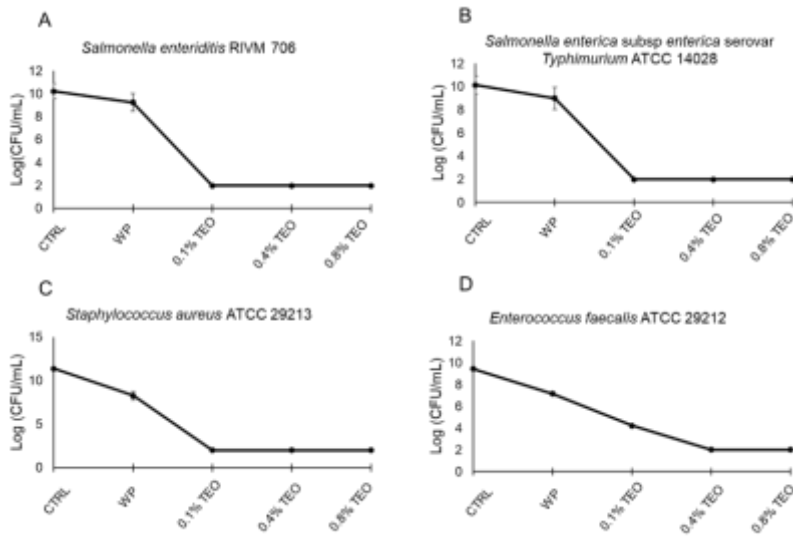 A
Salmonella enteriditis RIVM 706
Log(CFU/mL)
12
10
8
6
4
2
0
CTRL
WP
0.1% TEO
0.4% TEO
0.8% TEO
B
Salmonella enterica subsp enterica serovar
Typhimurium ATCC 14028
Log (CFU/mL)
12
10
8
6
4
2
0
CTRL
WP
0.1% TEO
0.4% TEO
0.8% TEO
C
Staphylococcus aureus ATCC 29213
Log (CFU/mL)
15
10
5
0
CTRL
WP
0.1% TEO
0.4% TEO
0.8% TEO
D
Enterococcus faecalis ATCC 29212
Log (CFU/mL)
12
10
8
6
4
2
0
CTRL
WP
0.1% TEO
0.4% TEO
0.8% TEO